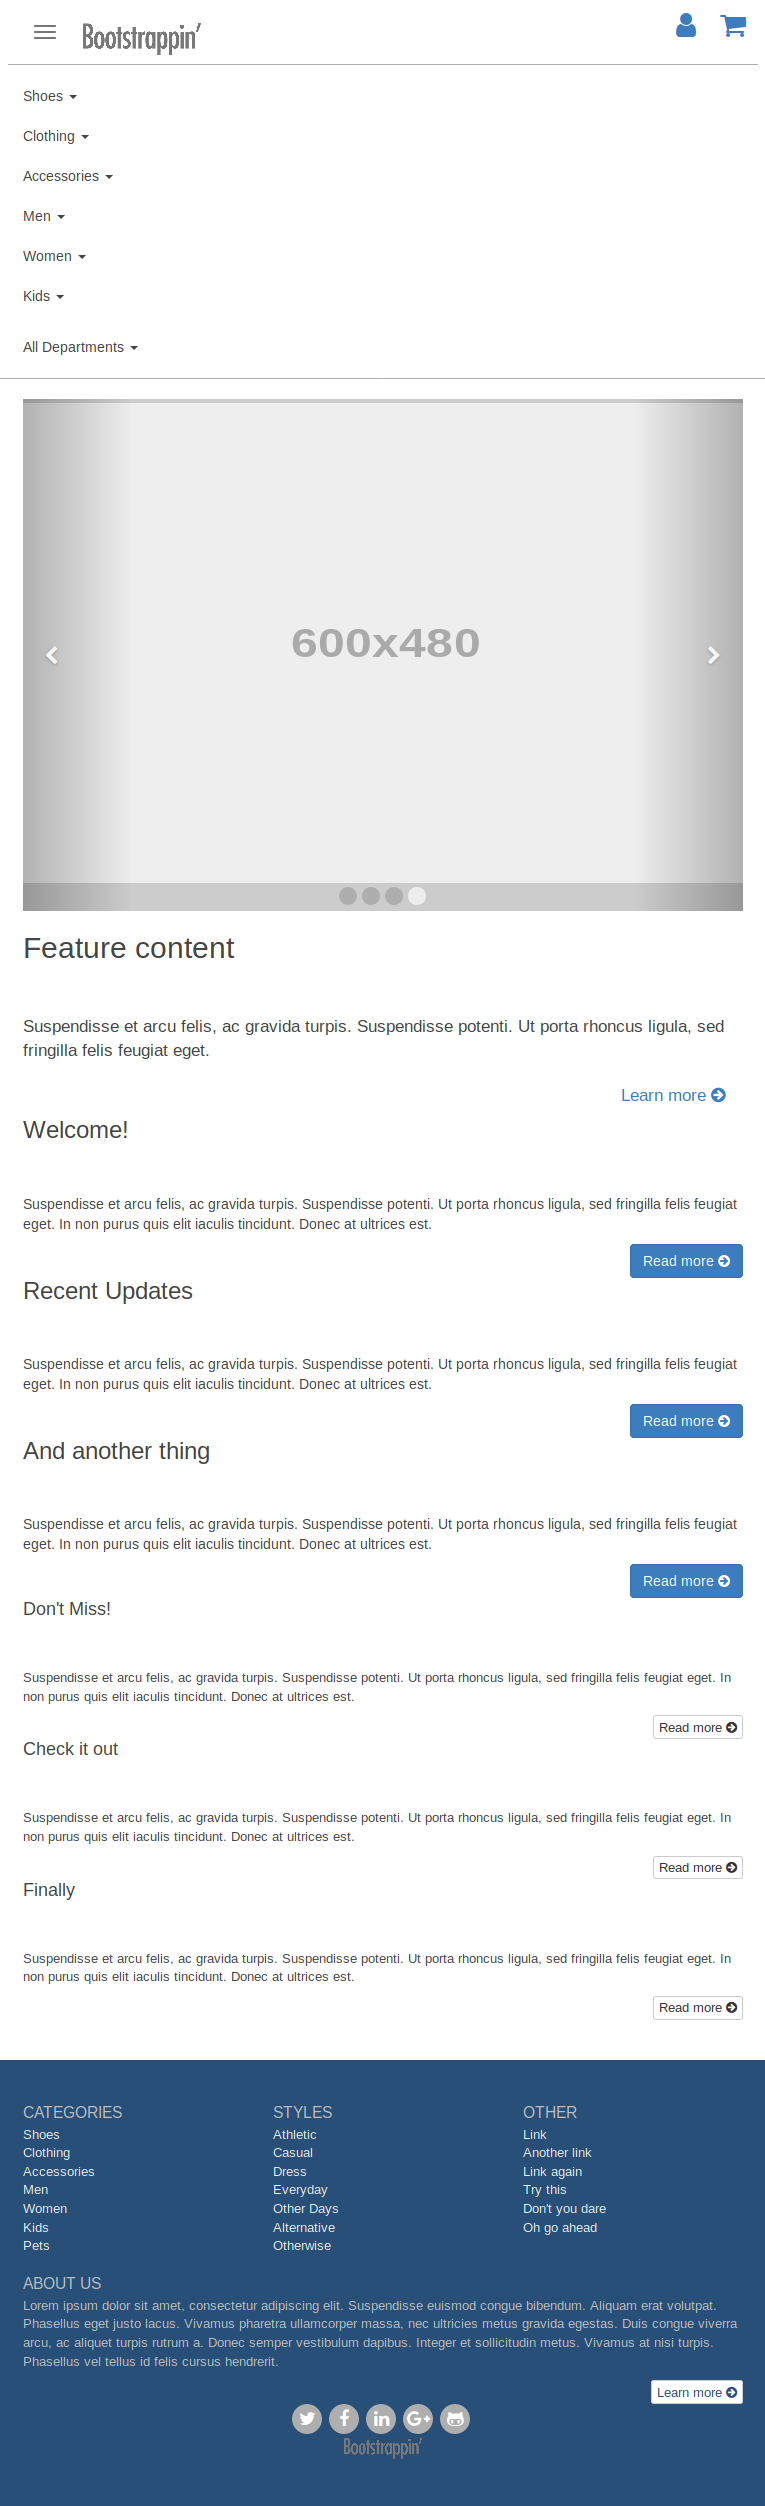 Bootstrappin'
Shoes
Clothing
Accessories
Men
Women
Kids
All Departments
600x480
Feature content
Suspendisse et arcu felis, ac gravida turpis. Suspendisse potenti. Ut porta rhoncus ligula, sed
fringilla felis feugiat eget.
Learn more
Welcome!
Suspendisse et arcu felis, ac gravida turpis. Suspendisse potenti. Ut porta rhoncus ligula, sed fringilla felis feugiat
eget. In non purus quis elit iaculis tincidunt. Donec at ultrices est.
Read more
Recent Updates
Suspendisse et arcu felis, ac gravida turpis. Suspendisse potenti. Ut porta rhoncus ligula, sed fringilla felis feugiat
eget. In non purus quis elit iaculis tincidunt. Donec at ultrices est.
Read more
And another thing
Suspendisse et arcu felis, ac gravida turpis. Suspendisse potenti. Ut porta rhoncus ligula, sed fringilla felis feugiat
eget. In non purus quis elit iaculis tincidunt. Donec at ultrices est.
Read more
Don't Miss!
Suspendisse et arcu felis, ac gravida turpis. Suspendisse potenti. Ut porta rhoncus ligula, sed fringilla felis feugiat eget. In
non purus quis elit iaculis tincidunt. Donec at ultrices est.
Read more
Check it out
Suspendisse et arcu felis, ac gravida turpis. Suspendisse potenti. Ut porta rhoncus ligula, sed fringilla felis feugiat eget. In
non purus quis elit iaculis tincidunt. Donec at ultrices est.
Read more
Finally
Suspendisse et arcu felis, ac gravida turpis. Suspendisse potenti. Ut porta rhoncus ligula, sed fringilla felis feugiat eget. In
non purus quis elit iaculis tincidunt. Donec at ultrices est.
Read more
CATEGORIES
Shoes
Clothing
Accessories
Men
Women
Kids
Pets
STYLES
Athletic
Casual
Dress
Everyday
Other Days
Alternative
Otherwise
OTHER
Link
Another link
Link again
Try this
Don't you dare
Oh go ahead
ABOUT US
Lorem ipsum dolor sit amet, consectetur adipiscing elit. Suspendisse euismod congue bibendum. Aliquam erat volutpat.
Phasellus eget justo lacus. Vivamus pharetra ullamcorper massa, nec ultricies metus gravida egestas. Duis congue viverra
arcu, ac aliquet turpis rutrum a. Donec semper vestibulum dapibus. Integer et sollicitudin metus. Vivamus at nisi turpis.
Phasellus vel tellus id felis cursus hendrerit.
Learn more
Bootstrappin'